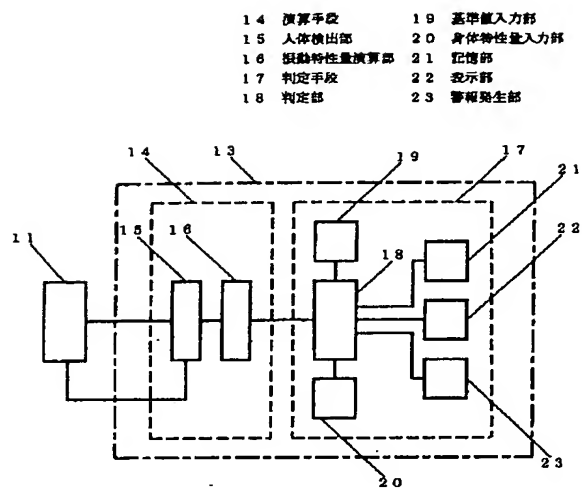 14 演算手段 19 基準値入力部
15 人体検出部 20 身体特性量入力部
16 振動特性量演算部 21 記憶部
17 判定手段 22 表示部
18 判定部 23 警報発生部
14
13
19
17
21
11
15
16
18
22
20
23